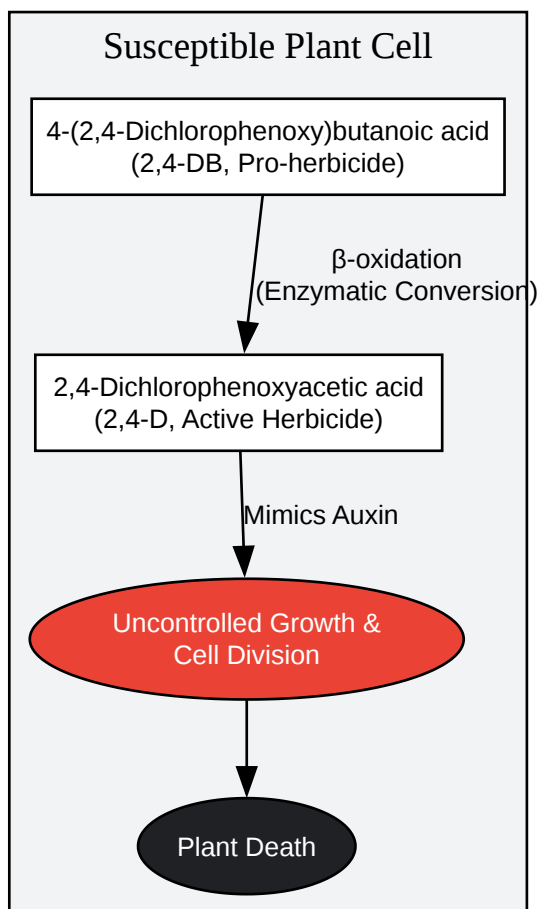 Susceptible Plant Cell
4-(2,4-Dichlorophenoxy)butanoic acid
(2,4-DB, Pro-herbicide)
β-oxidation
(Enzymatic Conversion)
2,4-Dichlorophenoxyacetic acid
(2,4-D, Active Herbicide)
Mimics Auxin
Uncontrolled Growth &
Cell Division
Plant Death